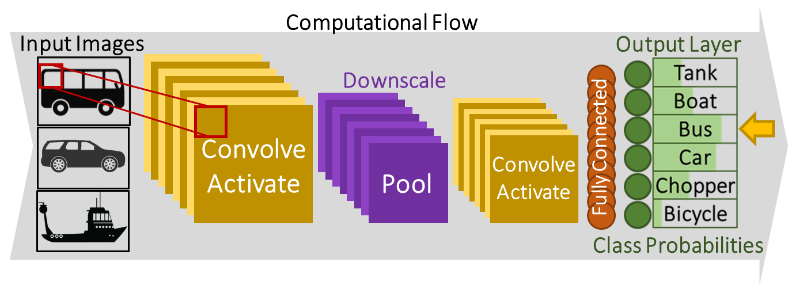 Computational Flow
Input Images
Convolve
Activate
Downscale
Pool
Convolve
Activate
Fully Connected
Output Layer
Tank
Boat
Bus
Car
Chopper
Bicycle
Class Probabilities